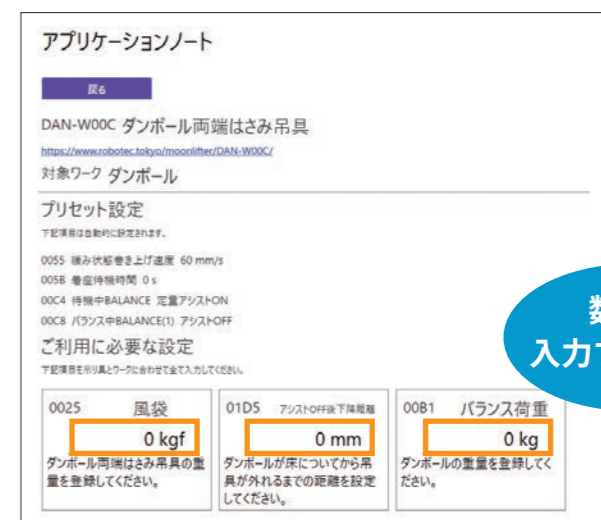 アプリケーションノート
戻る
DAN-W00C ダンボール両端はさみ吊具
https://www.robotec.tokyo/moonlifter/DAN-W00C/
対象ワーク ダンボール
プリセット設定
下記項目は自動的に設定されます。
0055 緩み状態巻き上げ速度 60 mm/s
005B 着座待機時間 0 s
00C4 待機中BALANCE 定量アシストON
00C8 バランス中BALANCE(1) アシストOFF
ご利用に必要な設定
下記項目を吊り具とワークに合わせて全て入力してください。
0025 風袋
0 kgf
ダンボール両端はさみ吊具の重
量を登録してください。
01D5 アシストOFF後下降距離
0 mm
ダンボールが床についてから吊
具が外れるまでの距離を設定
してください。
00B1 バランス荷重
0 kg
ダンボールの重量を登録してく
ださい。
入力